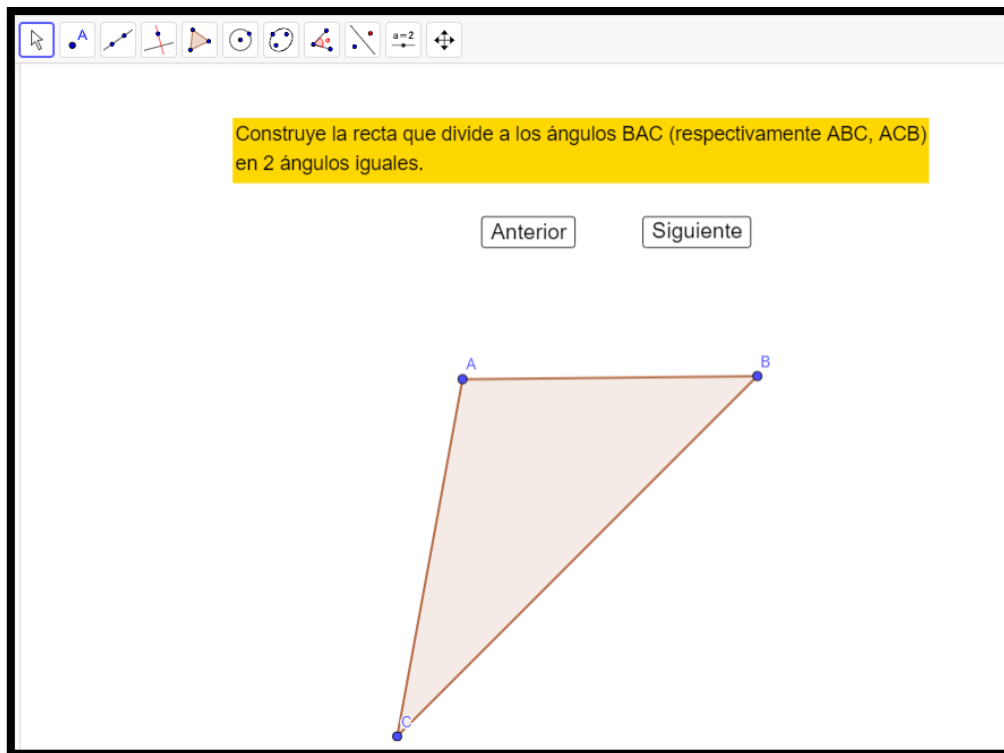 A
a=2
Construye la recta que divide a los ángulos BAC (respectivamente ABC, ACB)
en 2 ángulos iguales.
Anterior
Siguiente
A
B
C